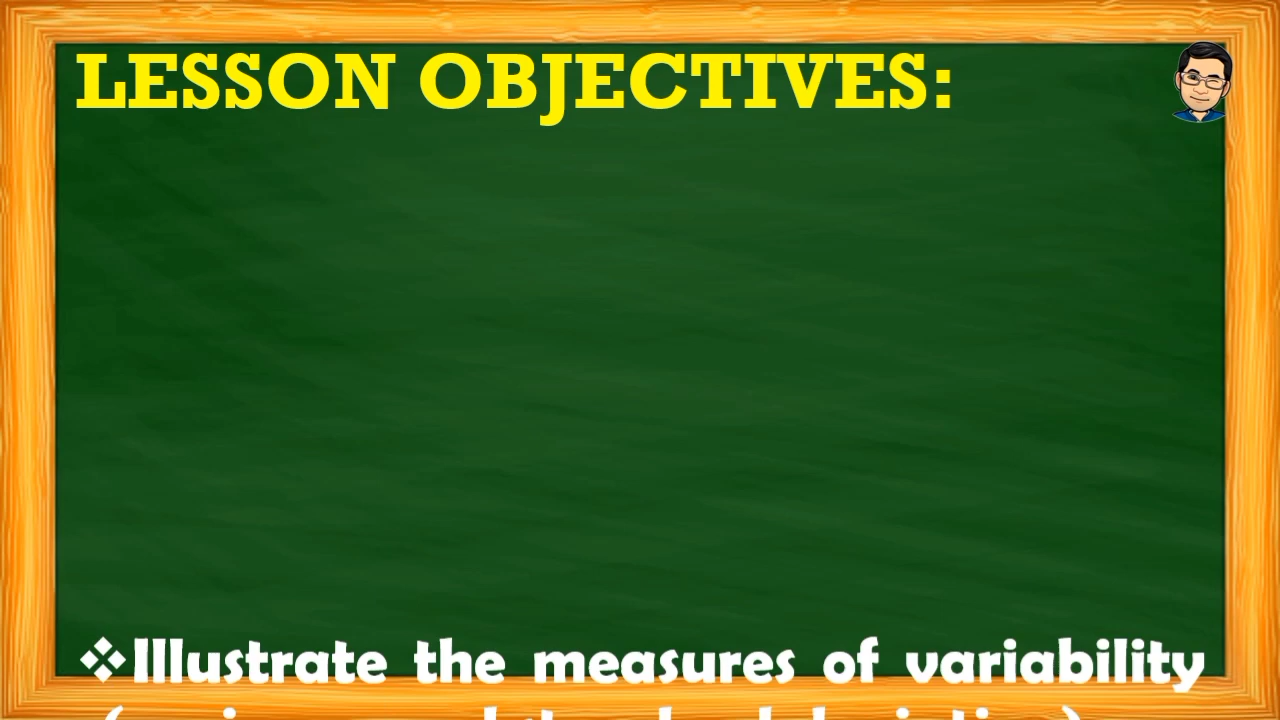 LESSON OBJECTIVES:
❖Illustrate the measures of variability